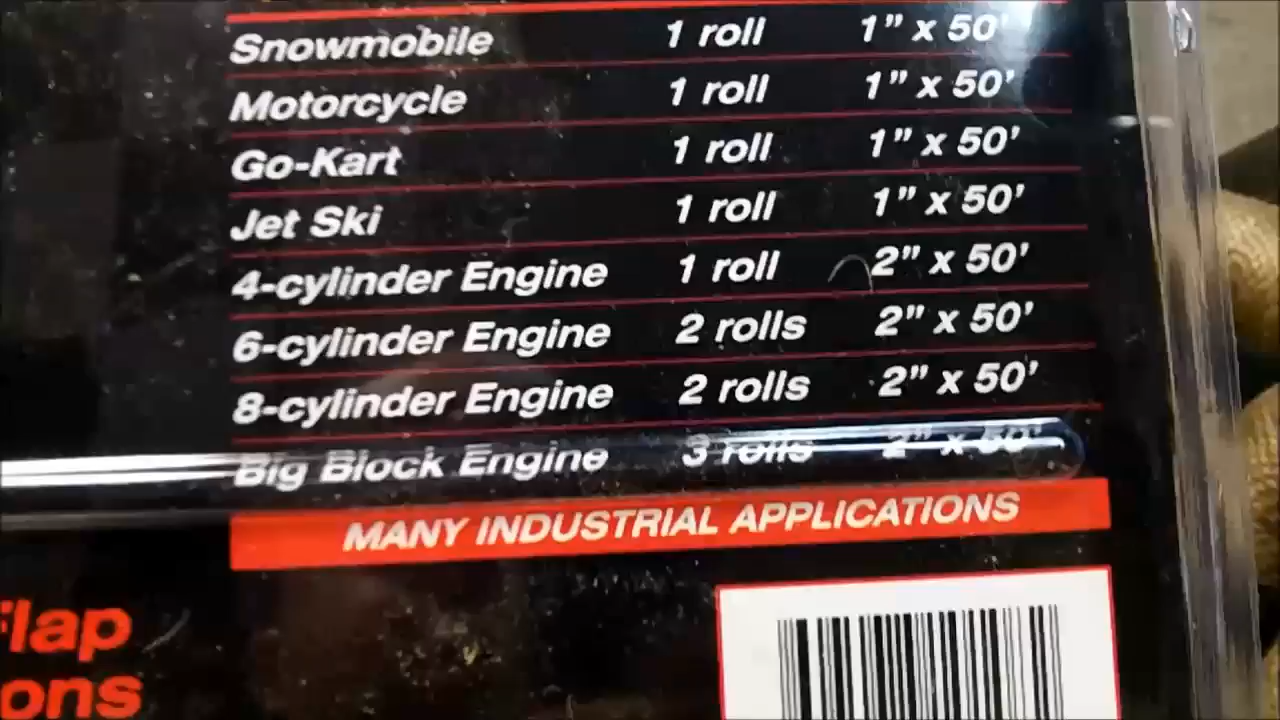 Snowmobile 1 roll 1" x 50'
Motorcycle 1 roll 1" x 50'
Go-Kart 1 roll 1" x 50'
Jet Ski 1 roll 1" x 50'
4-cylinder Engine 1 roll 2" x 50'
6-cylinder Engine 2 rolls 2" x 50'
8-cylinder Engine 2 rolls 2" x 50'
Big Block Engine 3 rolls 2" x 50'
MANY INDUSTRIAL APPLICATIONS
lap
ons